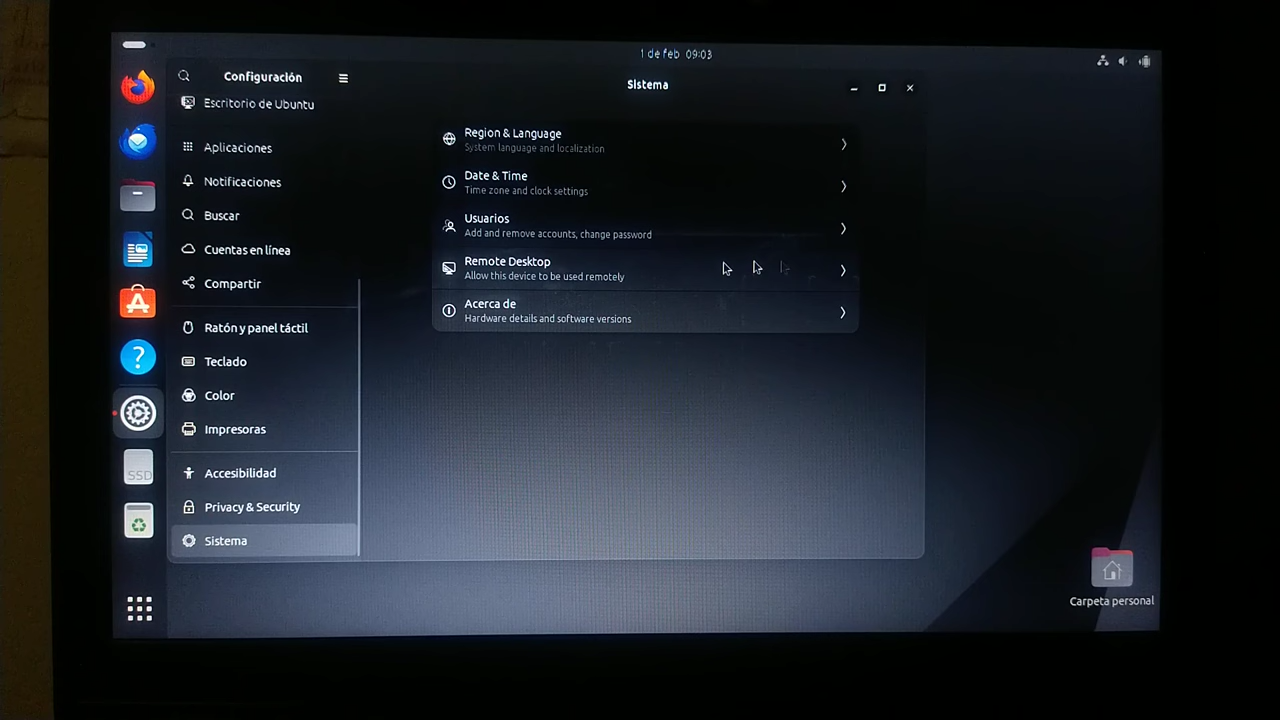 1 de feb 09:03
Configuración
Sistema
Escritorio de Ubuntu
Aplicaciones
Notificaciones
Buscar
Cuentas en línea
Compartir
Ratón y panel táctil
Teclado
Color
Impresoras
Accesibilidad
Privacy & Security
Sistema
Region & Language
System language and localization
Date & Time
Time zone and clock settings
Usuarios
Add and remove accounts, change password
Remote Desktop
Allow this device to be used remotely
Acerca de
Hardware details and software versions
SSD
Carpeta personal